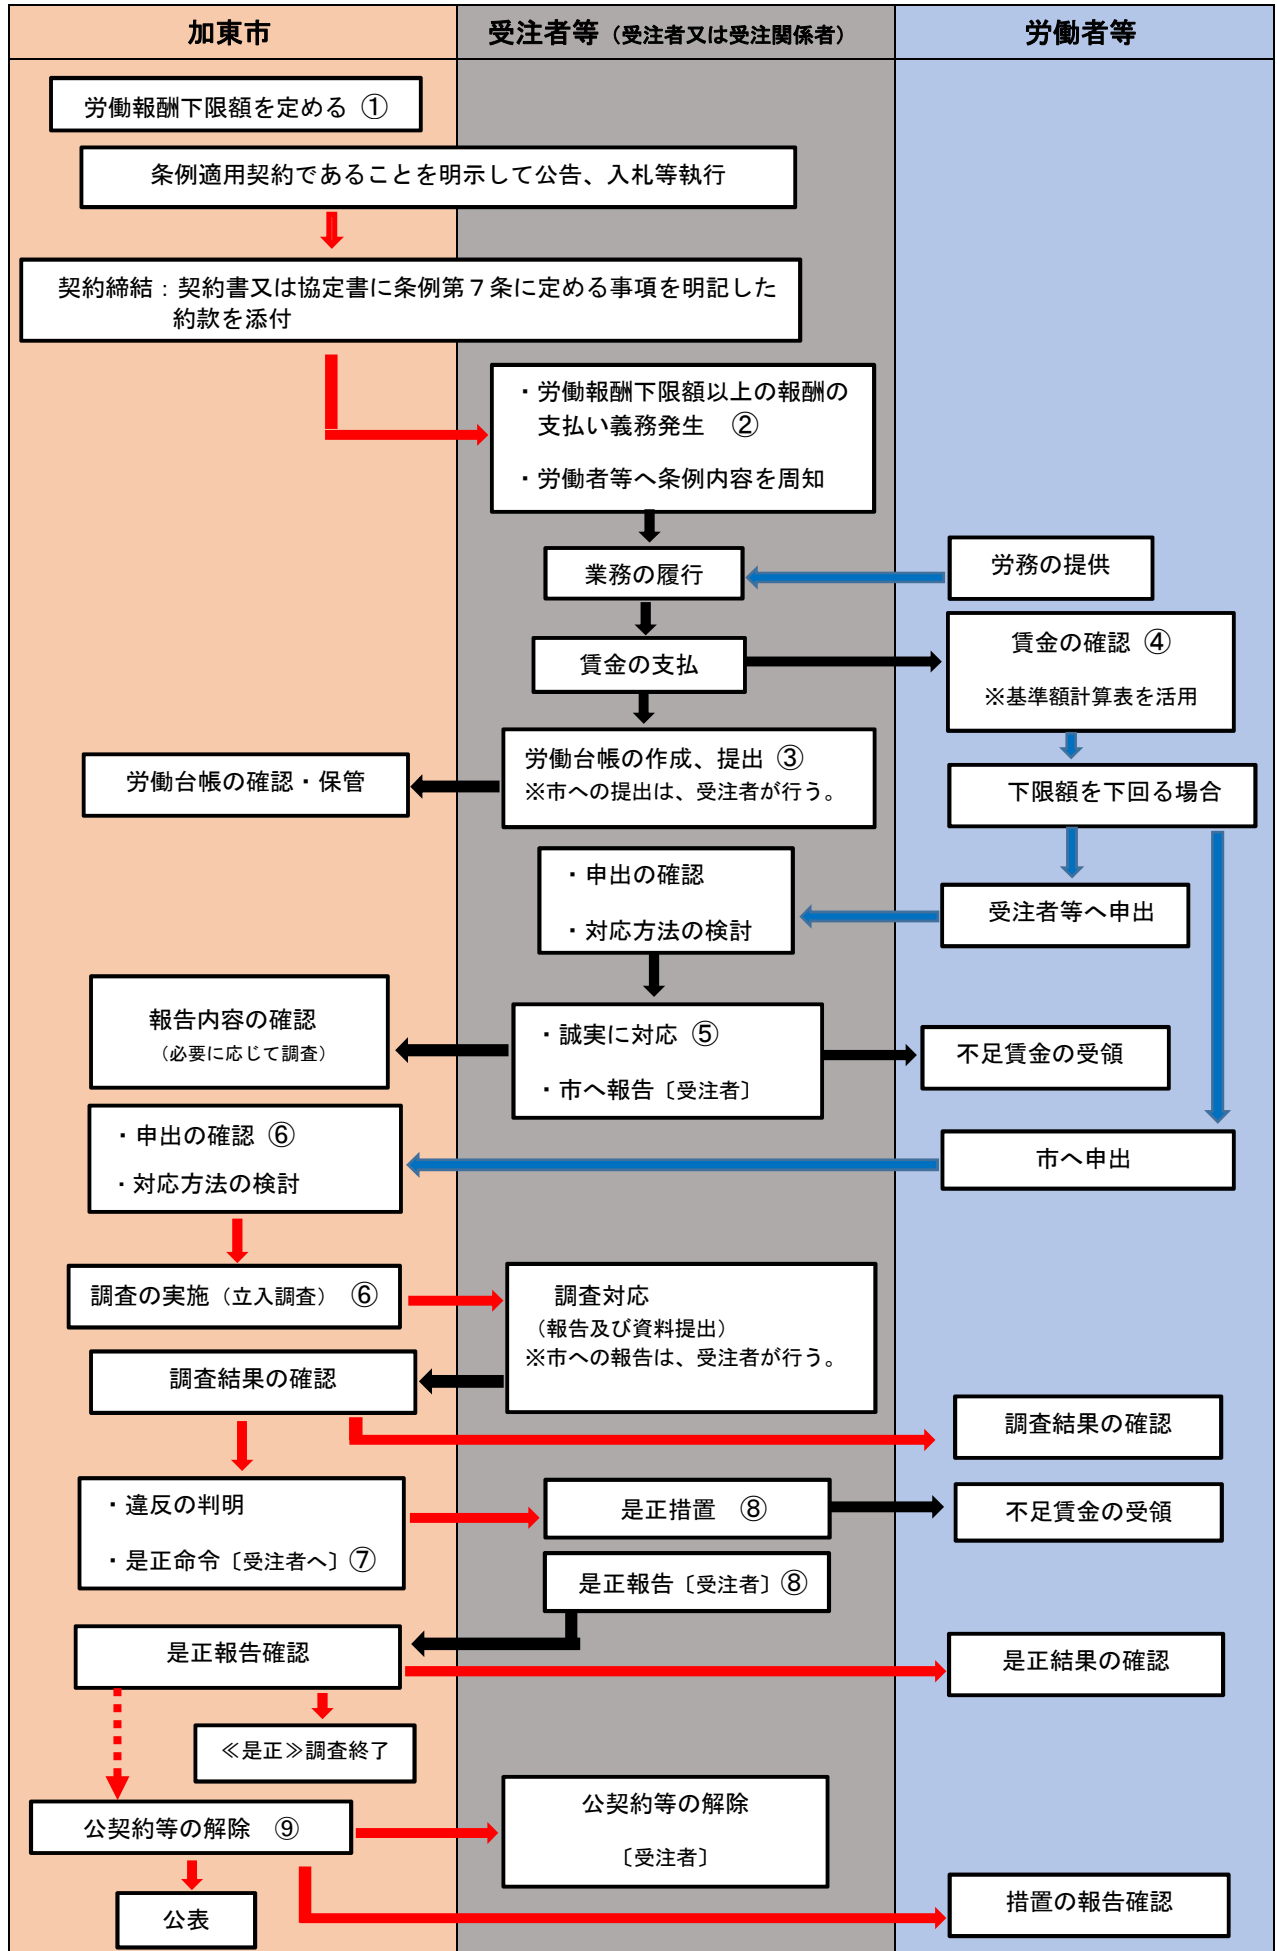 加東市
受注者等（受注者又は受注関係者）
労働者等
労働報酬下限額を定める ①
条例適用契約であることを明示して公告、入札等執行
契約締結：契約書又は協定書に条例第７条に定める事項を明記した
約款を添付
・労働報酬下限額以上の報酬の
支払い義務発生 ②
・労働者等へ条例内容を周知
業務の履行
労務の提供
賃金の支払
賃金の確認 ④
※基準額計算表を活用
労働台帳の作成、提出 ③
※市への提出は、受注者が行う。
労働台帳の確認・保管
下限額を下回る場合
・申出の確認
・対応方法の検討
受注者等へ申出
報告内容の確認
（必要に応じて調査）
・誠実に対応 ⑤
・市へ報告〔受注者〕
不足賃金の受領
・申出の確認 ⑥
・対応方法の検討
市へ申出
調査の実施（立入調査） ⑥
調査対応
（報告及び資料提出）
※市への報告は、受注者が行う。
調査結果の確認
調査結果の確認
・違反の判明
・是正命令〔受注者へ〕⑦
是正措置 ⑧
不足賃金の受領
是正報告〔受注者〕⑧
是正報告確認
是正結果の確認
≪是正≫調査終了
公契約等の解除 ⑨
公契約等の解除
〔受注者〕
公表
措置の報告確認